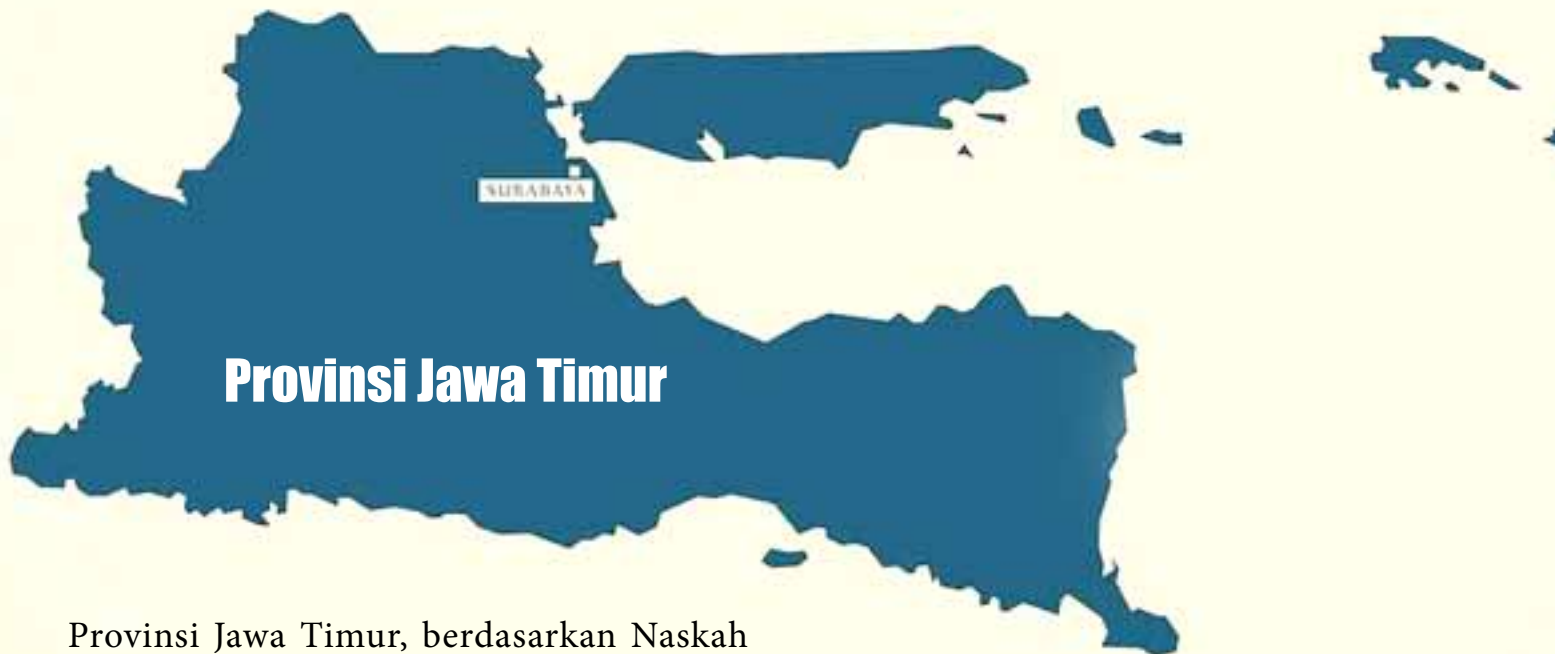 SURABAYA
Provinsi Jawa Timur
Provinsi Jawa Timur, berdasarkan Naskah